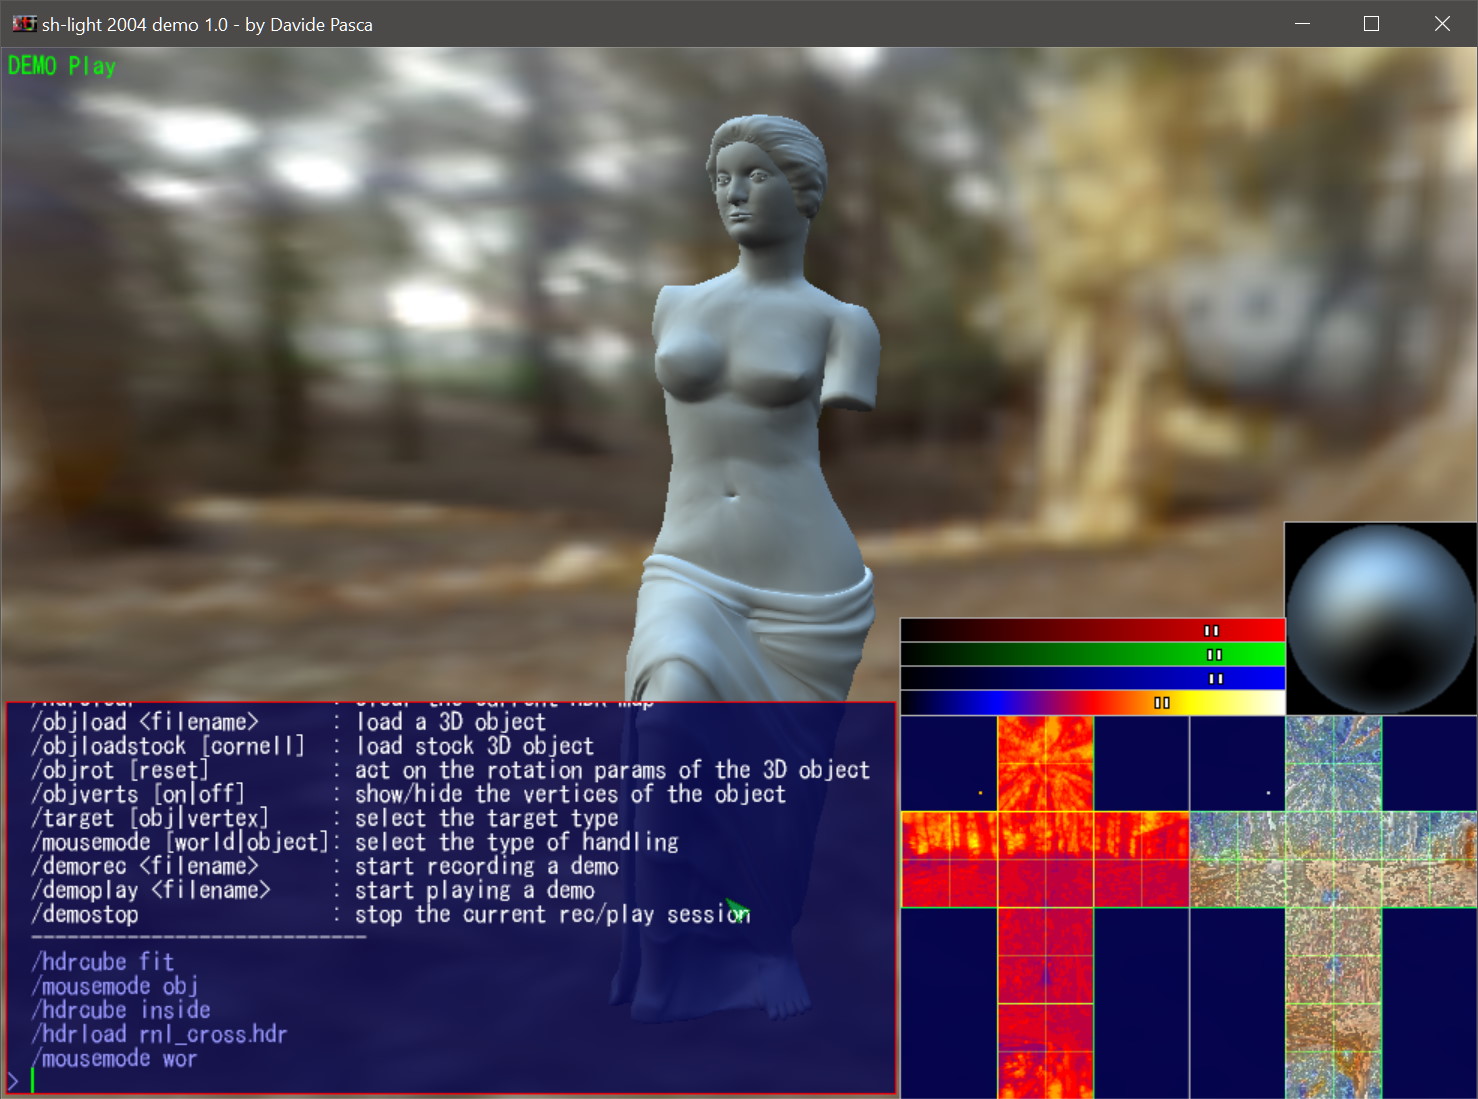 sh-light 2004 demo 1.0 - by Davide Pasca
DEMO Play
/objload <filename> : load a 3D object
/objloadstock [cornell] : load stock 3D object
/objrot [reset] : act on the rotation params of the 3D object
/objverts [on|off] : show/hide the vertices of the object
/target [obj|vertex] : select the target type
/mousemode [world|object]: select the type of handling
/demorec <filename> : start recording a demo
/demoplay <filename> : start playing a demo
/demostop : stop the current rec/play session
----------------------------
/hdrcube fit
/mousemode obj
/hdrcube inside
/hdrload rnl_cross.hdr
/mousemode wor
>